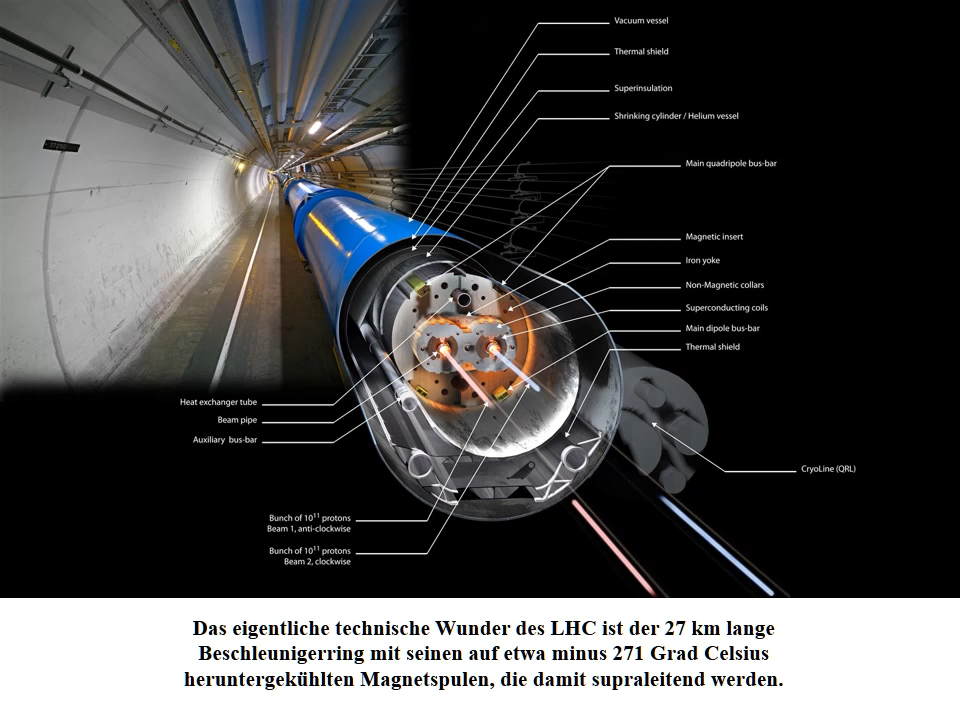 Vacuum vessel
Thermal shield
Superinsulation
Shrinking cylinder / Helium vessel
Main quadripole bus-bar
Magnetic insert
Iron yoke
Non-Magnetic collars
Superconducting coils
Main dipole bus-bar
Thermal shield
Heat exchanger tube
Beam pipe
Auxiliary bus-bar
CryoLine (QRL)
Bunch of 10¹¹ protons
Beam 1, anti-clockwise
Bunch of 10¹¹ protons
Beam 2, clockwise
Das eigentliche technische Wunder des LHC ist der 27 km lange
Beschleunigerring mit seinen auf etwa minus 271 Grad Celsius
heruntergekühlten Magnetspulen, die damit supraleitend werden.